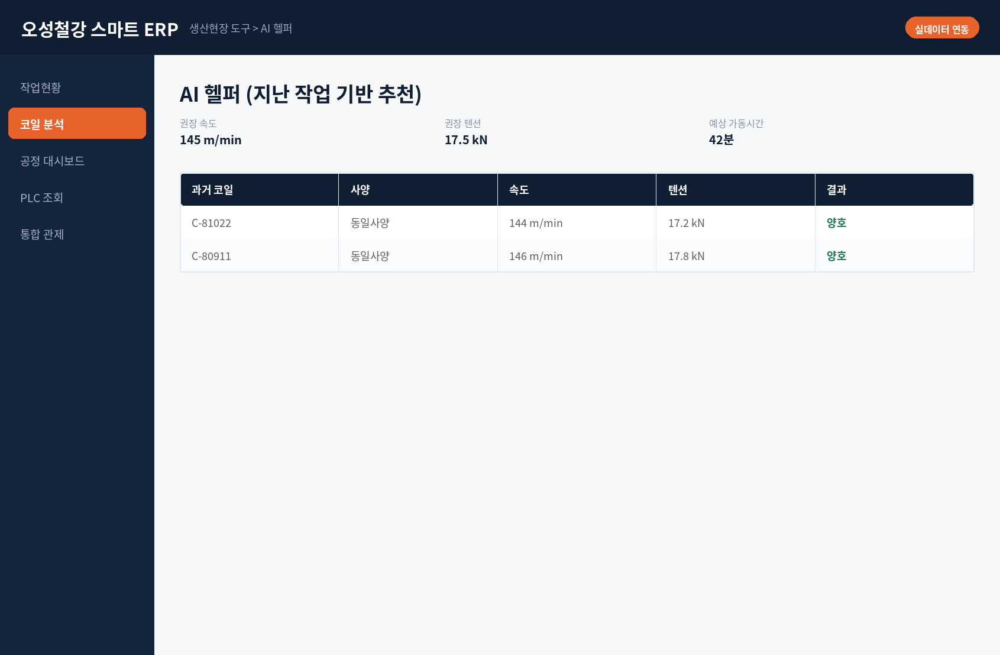 오성철강 스마트 ERP 생산현장 도구 > AI 헬퍼 실데이터 연동
작업현황
코일 분석
공정 대시보드
PLC 조회
통합 관제
AI 헬퍼 (지난 작업 기반 추천)
권장 속도 권장 텐션 예상 가동시간
145 m/min 17.5 kN 42분
과거 코일 사양 속도 텐션 결과
C-81022 동일사양 144 m/min 17.2 kN 양호
C-80911 동일사양 146 m/min 17.8 kN 양호